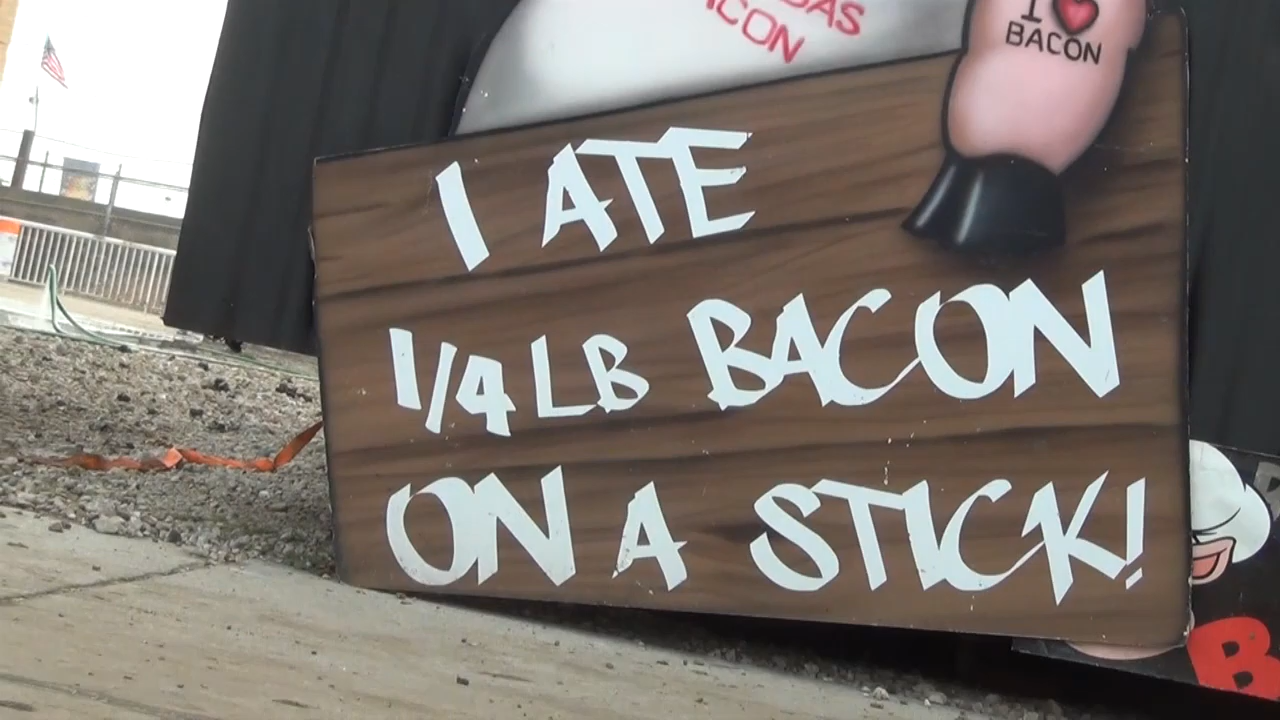 I
BACON
I ATE
1/4 LB BACON
ON A STICK!
B